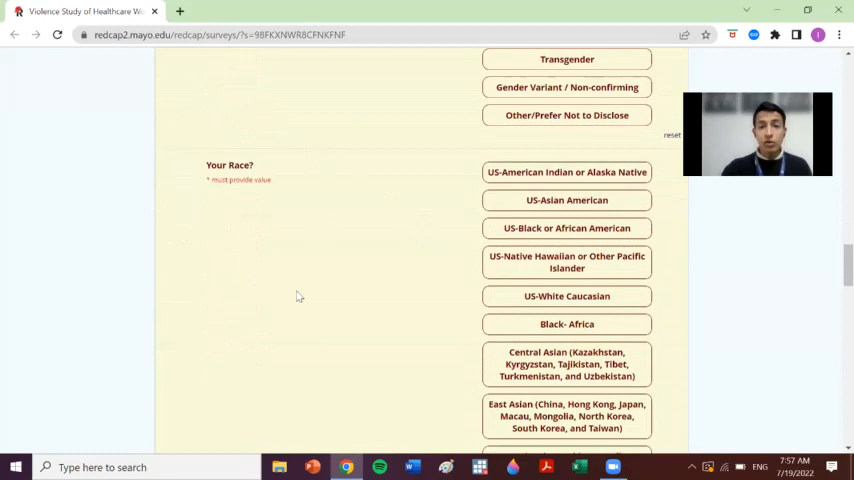 Violence Study of Healthcare Wo
redcap2.mayo.edu/redcap/surveys/?s=98FKXNWR8CFNKFNF
Transgender
Gender Variant / Non-confirming
Other/Prefer Not to Disclose
reset
Your Race?
* must provide value
US-American Indian or Alaska Native
US-Asian American
US-Black or African American
US-Native Hawaiian or Other Pacific
Islander
US-White Caucasian
Black- Africa
Central Asian (Kazakhstan,
Kyrgyzstan, Tajikistan, Tibet,
Turkmenistan, and Uzbekistan)
East Asian (China, Hong Kong, Japan,
Macau, Mongolia, North Korea,
South Korea, and Taiwan)
Type here to search
ENG
7:57 AM
7/19/2022